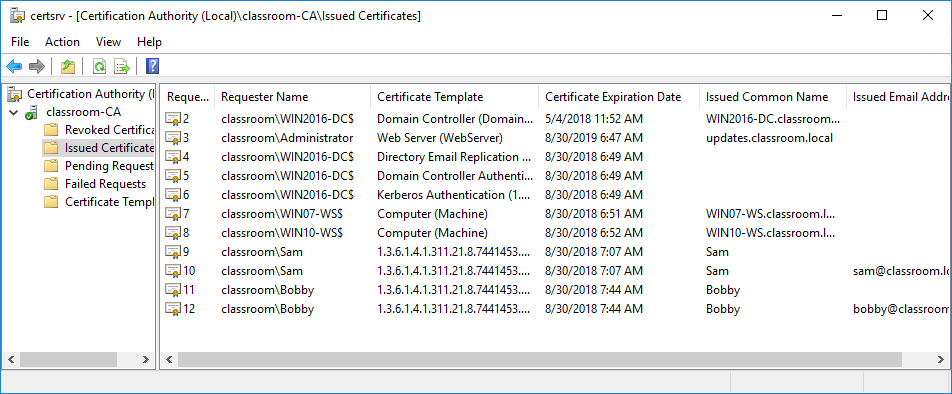 certsrv - [Certification Authority (Local)\classroom-CA\Issued Certificates]
File Action View Help
Certification Authority (l
classroom-CA
Revoked Certifica
Issued Certificate
Pending Request
Failed Requests
Certificate Templ
Reque... Requester Name Certificate Template Certificate Expiration Date Issued Common Name Issued Email Addre
2 classroom\WIN2016-DC$ Domain Controller (Domain... 5/4/2018 11:52 AM WIN2016-DC.classroom...
3 classroom\Administrator Web Server (WebServer) 8/30/2019 6:47 AM updates.classroom.local
4 classroom\WIN2016-DC$ Directory Email Replication ... 8/30/2018 6:49 AM
5 classroom\WIN2016-DC$ Domain Controller Authenti... 8/30/2018 6:49 AM
6 classroom\WIN2016-DC$ Kerberos Authentication (1.... 8/30/2018 6:49 AM
7 classroom\WIN07-WS$ Computer (Machine) 8/30/2018 6:51 AM WIN07-WS.classroom.l...
8 classroom\WIN10-WS$ Computer (Machine) 8/30/2018 6:52 AM WIN10-WS.classroom.l...
9 classroom\Sam 1.3.6.1.4.1.311.21.8.7441453.... 8/30/2018 7:07 AM Sam
10 classroom\Sam 1.3.6.1.4.1.311.21.8.7441453.... 8/30/2018 7:07 AM Sam sam@classroom.lo
11 classroom\Bobby 1.3.6.1.4.1.311.21.8.7441453.... 8/30/2018 7:44 AM Bobby
12 classroom\Bobby 1.3.6.1.4.1.311.21.8.7441453.... 8/30/2018 7:44 AM Bobby bobby@classroom